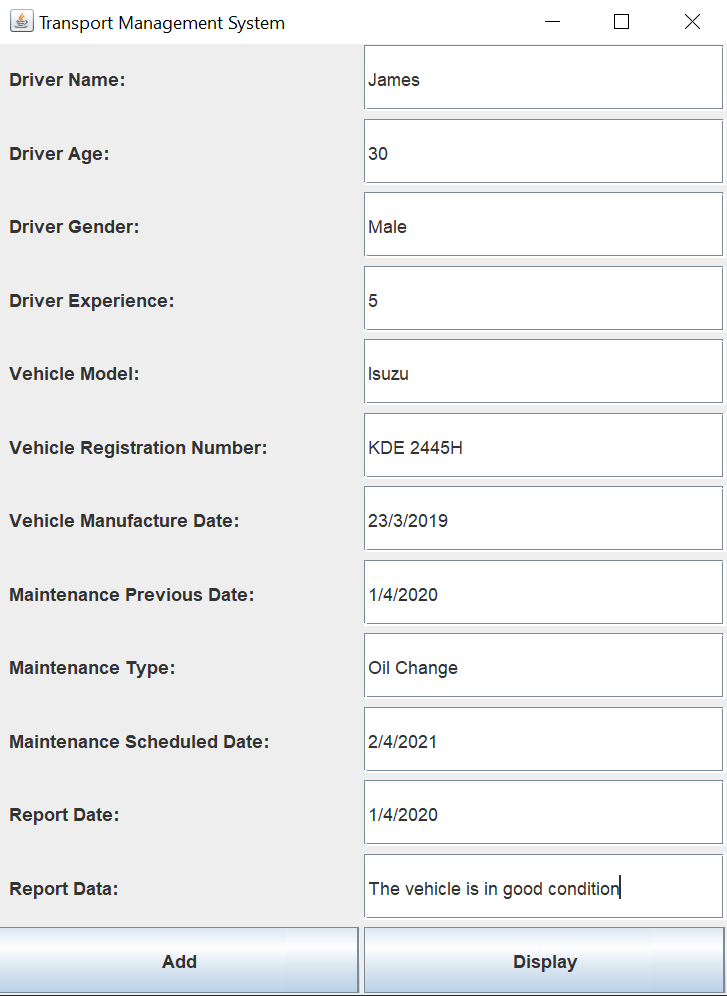 Transport Management System
Driver Name: James
Driver Age: 30
Driver Gender: Male
Driver Experience: 5
Vehicle Model: Isuzu
Vehicle Registration Number: KDE 2445H
Vehicle Manufacture Date: 23/3/2019
Maintenance Previous Date: 1/4/2020
Maintenance Type: Oil Change
Maintenance Scheduled Date: 2/4/2021
Report Date: 1/4/2020
Report Data: The vehicle is in good condition
Add Display